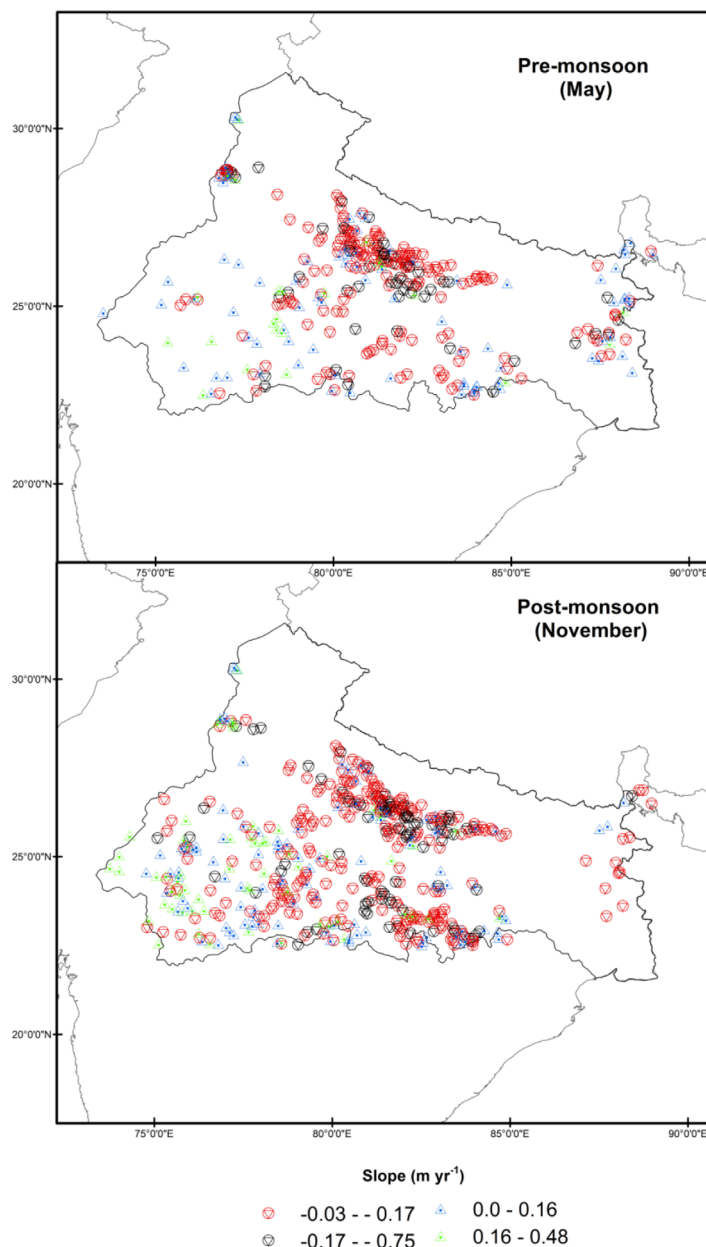 Pre-monsoon
(May)
30°0'0"N
25°0'0"N
20°0'0"N
75°0'0"E 80°0'0"E 85°0'0"E 90°0'0"E
Post-monsoon
(November)
30°0'0"N
25°0'0"N
20°0'0"N
75°0'0"E 80°0'0"E 85°0'0"E 90°0'0"E
Slope (m yr⁻¹)
-0.03 - - 0.17 0.0 - 0.16
-0.17 - - 0.75 0.16 - 0.48